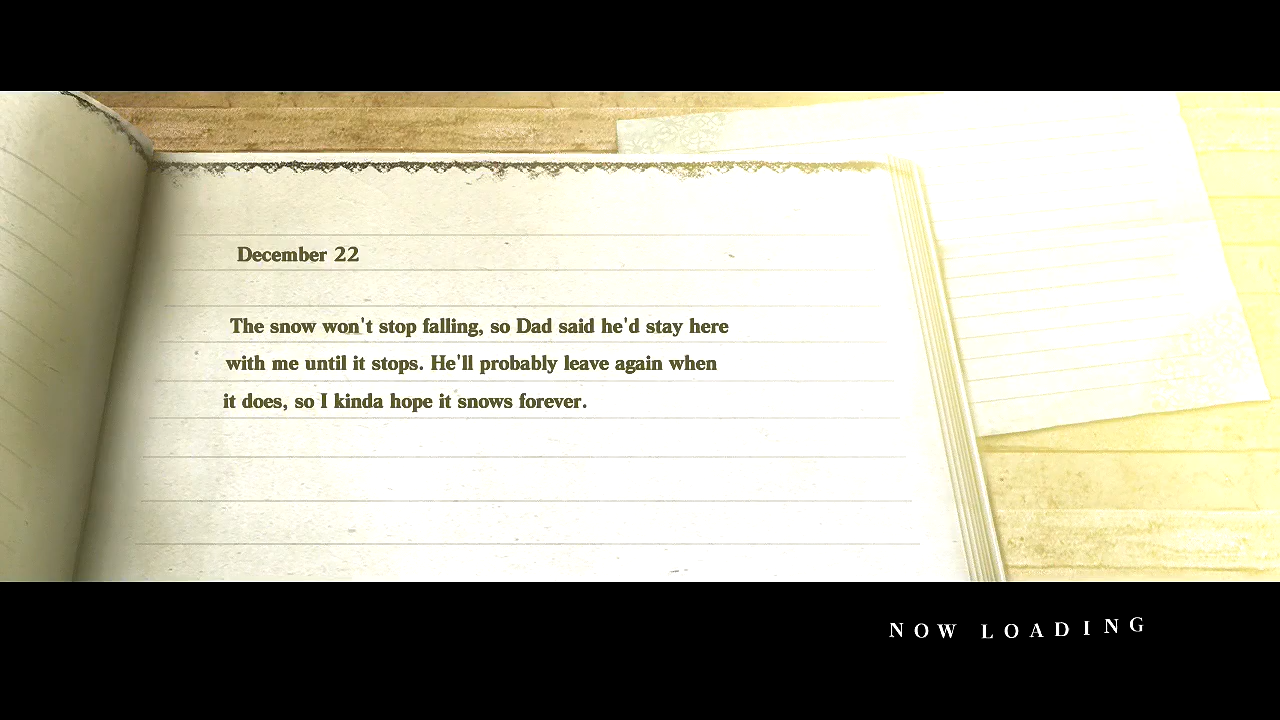 December 22
The snow won't stop falling, so Dad said he'd stay here
with me until it stops. He'll probably leave again when
it does, so I kinda hope it snows forever.
NOW LOADING